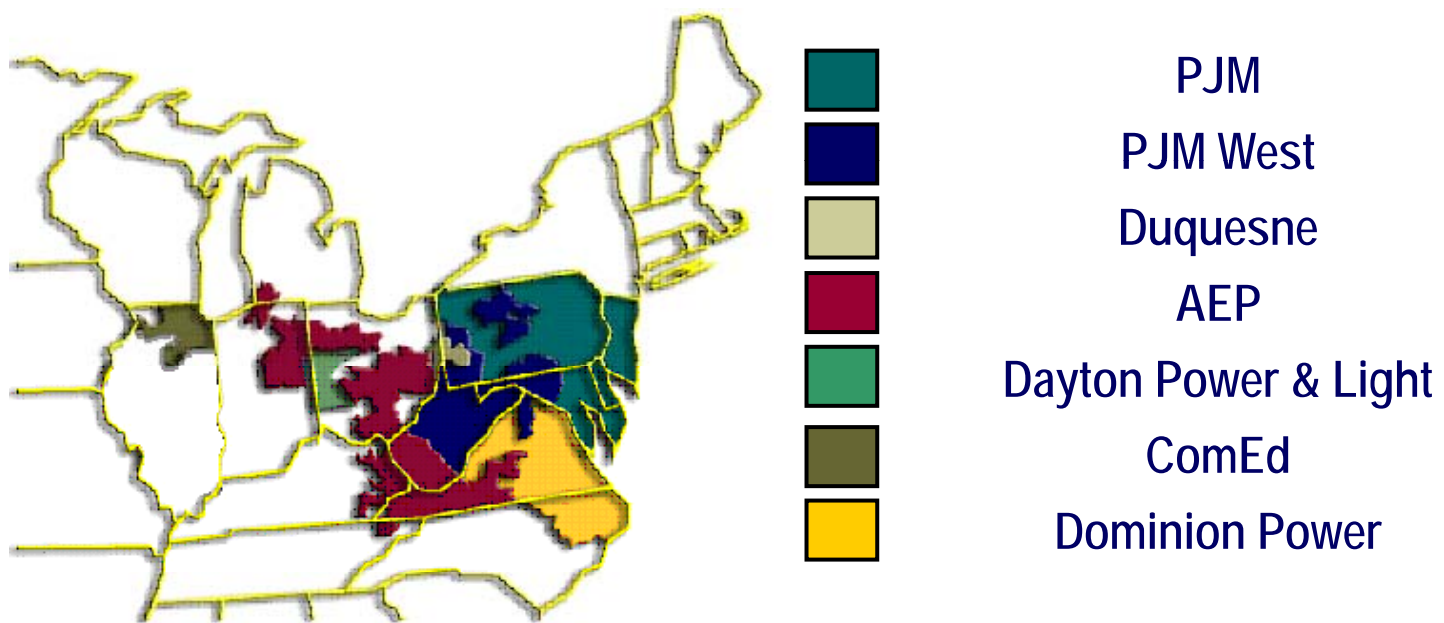 PJM
PJM West
Duquesne
AEP
Dayton Power & Light
ComEd
Dominion Power